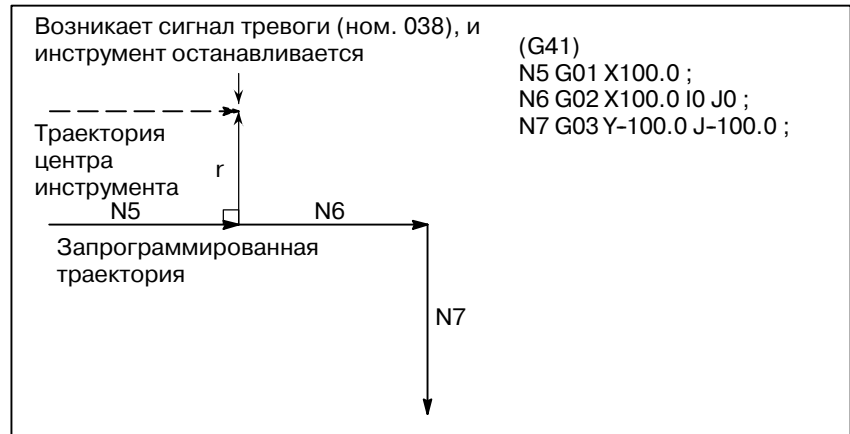 Возникает сигнал тревоги (ном. 038), и
инструмент останавливается
(G41)
N5 G01 X100.0 ;
N6 G02 X100.0 I0 J0 ;
N7 G03 Y-100.0 J-100.0 ;
Траектория
центра
инструмента
r
N5
N6
Запрограммированная
траектория
N7